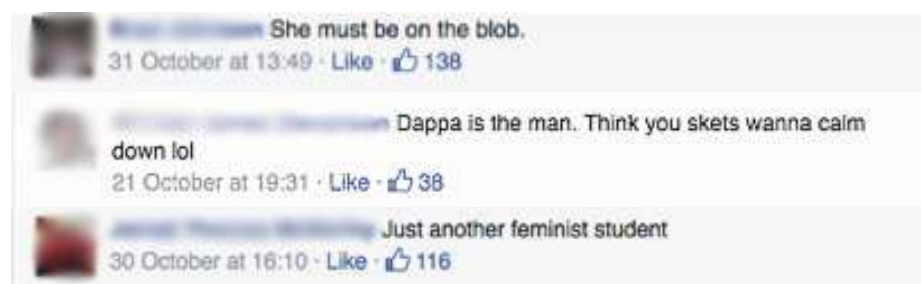 She must be on the blob.
31 October at 13:49 · Like · 138
Dappa is the man. Think you skets wanna calm
down lol
21 October at 19:31 · Like · 38
Just another feminist student
30 October at 16:10 · Like · 116